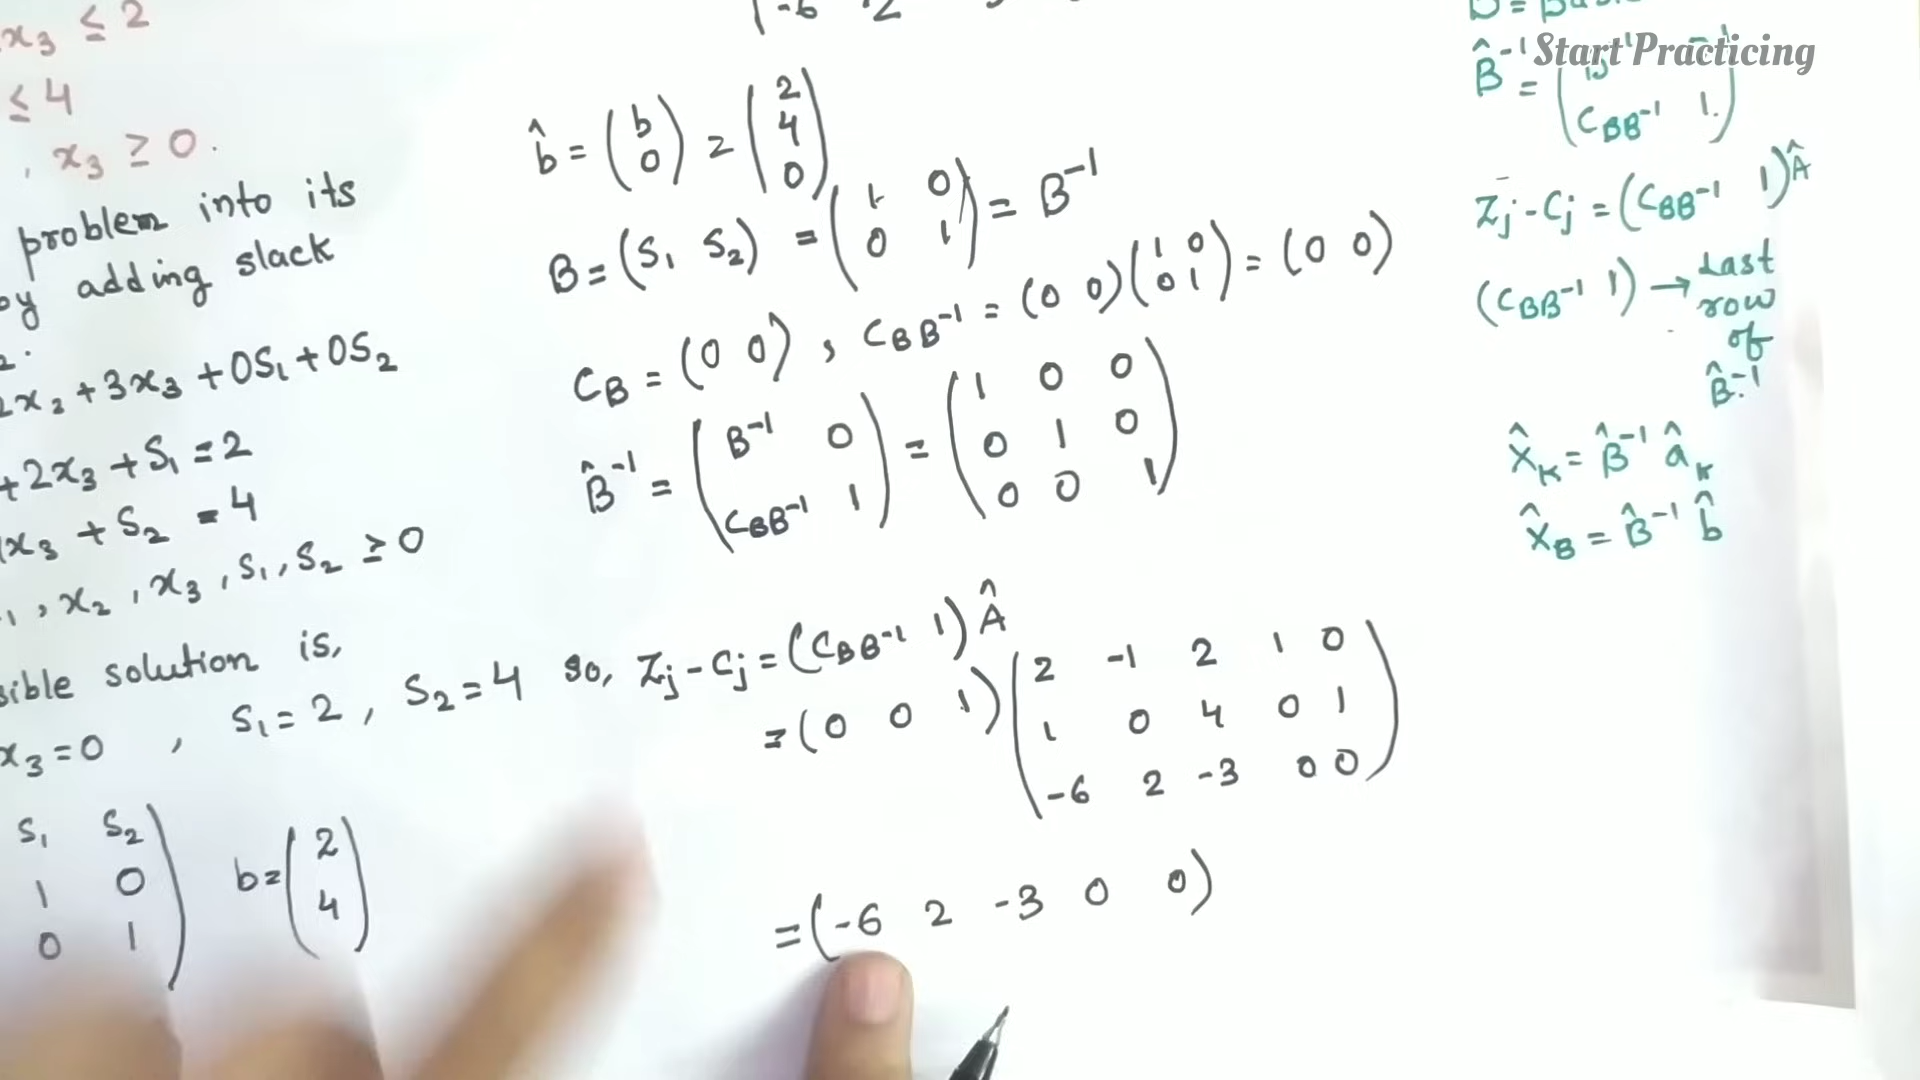 x₃ ≤ 2
≤ 4
, x₃ ≥ 0.
problem into its
by adding slack
2x₂ + 3x₃ + 0S₁ + 0S₂
+ 2x₃ + S₁ = 2
x₃ + S₂ = 4
, x₂ , x₃ , S₁ , S₂ ≥ 0
solution is,
x₃ = 0 , S₁ = 2 , S₂ = 4
S₁ S₂
1 0
0 1
b = (2
4)
-6 2
b̂ = (b
0) = (2
4
0)
B = (S₁ S₂) = (1 0
0 1) = B⁻¹
C_B = (0 0) , C_B B⁻¹ = (0 0) (1 0
0 1) = (0 0)
B̂⁻¹ = (B⁻¹ 0
C_B B⁻¹ 1) = (1 0 0
0 1 0
0 0 1)
So, Zj - Cj = (C_B B⁻¹ 1) Â
= (0 0 1) (2 -1 2 1 0
1 0 4 0 1
-6 2 -3 0 0)
= (-6 2 -3 0 0)
Start Practicing
B̂⁻¹ = (
C_B B⁻¹ 1)
Zj - Cj = (C_B B⁻¹ 1) Â
(C_B B⁻¹ 1) → Last
row
of
B̂⁻¹.
X̂_K = B̂⁻¹ â_K
X̂_B = B̂⁻¹ b̂